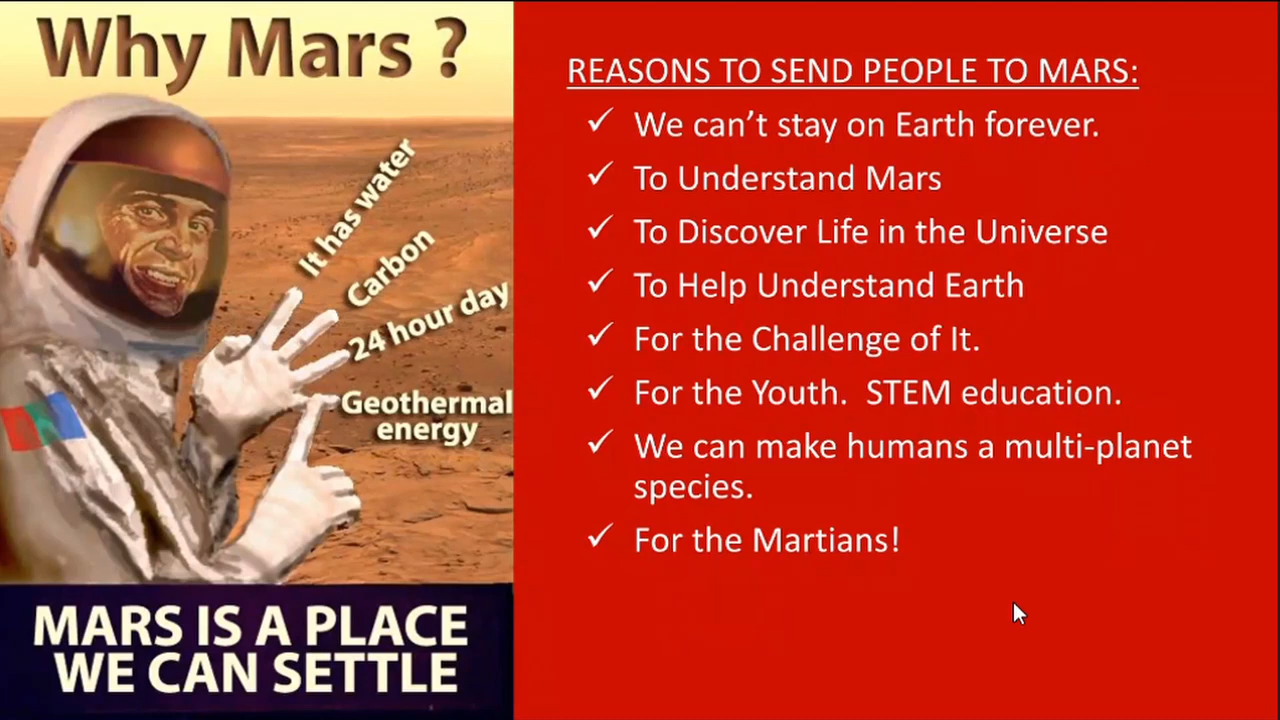 Why Mars ?
It has water
Carbon
24 hour day
Geothermal
energy
MARS IS A PLACE
WE CAN SETTLE
REASONS TO SEND PEOPLE TO MARS:
✓ We can’t stay on Earth forever.
✓ To Understand Mars
✓ To Discover Life in the Universe
✓ To Help Understand Earth
✓ For the Challenge of It.
✓ For the Youth.  STEM education.
✓ We can make humans a multi-planet
species.
✓ For the Martians!